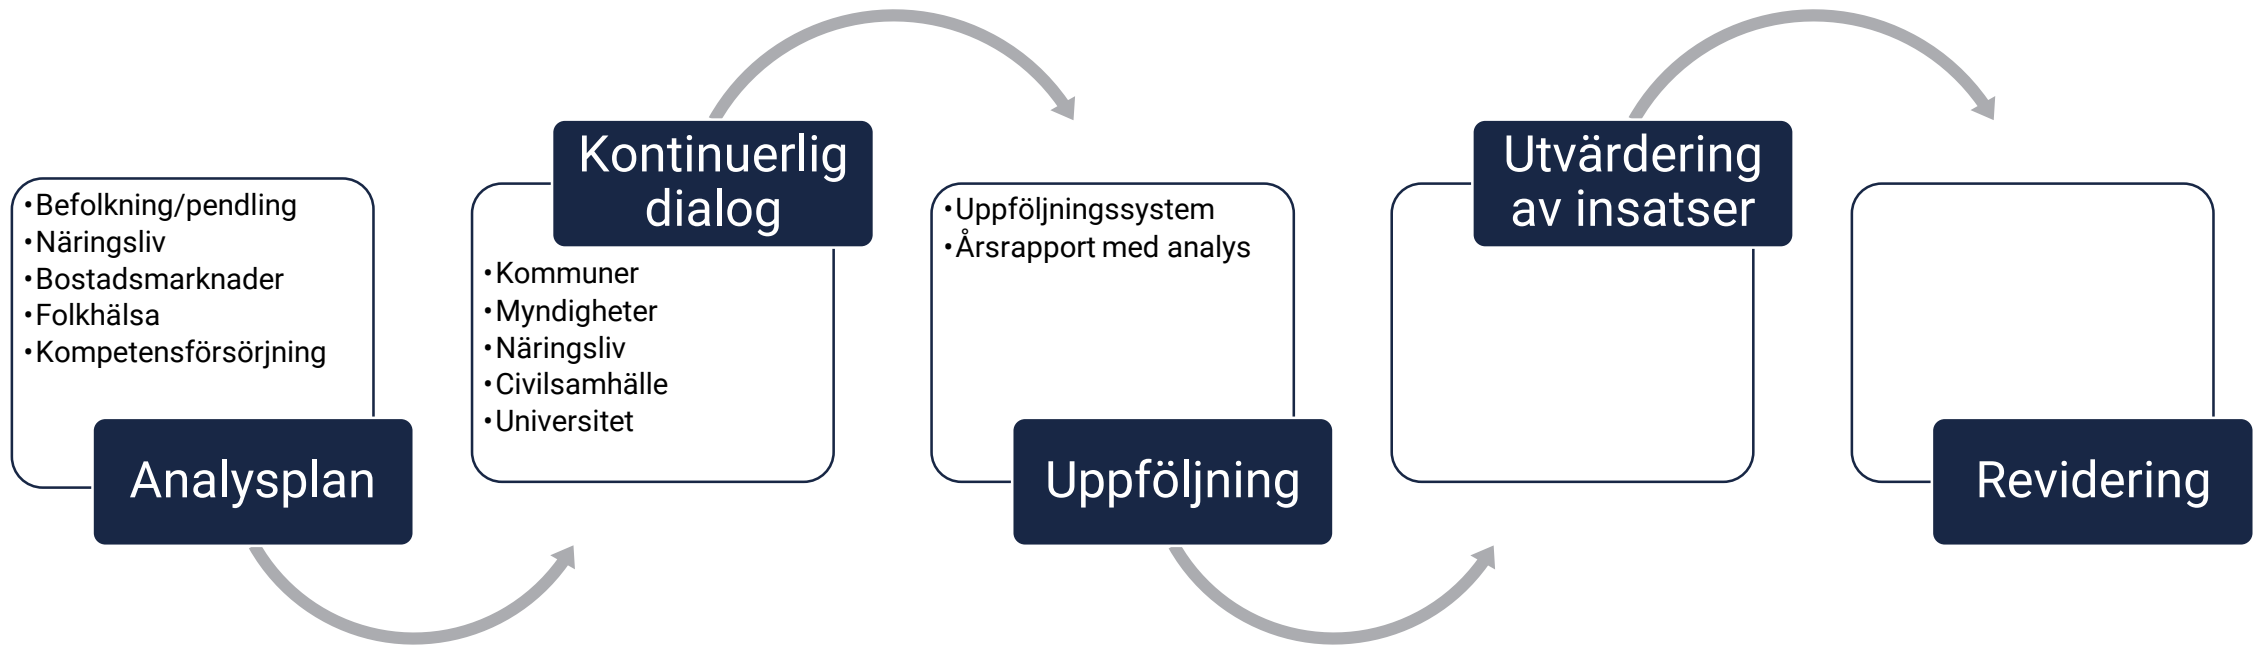 •Befolkning/pendling
•Näringsliv
•Bostadsmarknader
•Folkhälsa
•Kompetensförsörjning
Analysplan
Kontinuerlig
dialog
•Kommuner
•Myndigheter
•Näringsliv
•Civilsamhälle
•Universitet
•Uppföljningssystem
•Årsrapport med analys
Uppföljning
Utvärdering
av insatser
Revidering